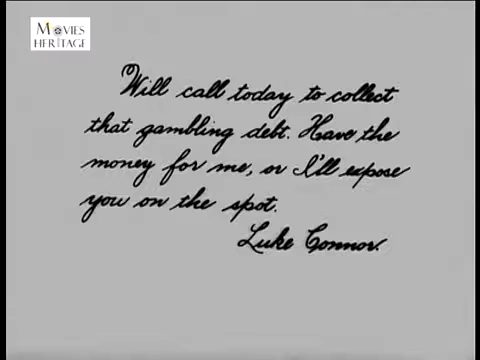 MOVIES
HERITAGE
Will call today to collect
that gambling debt. Have the
money for me, or I'll expose
you on the spot.
Luke Connor.